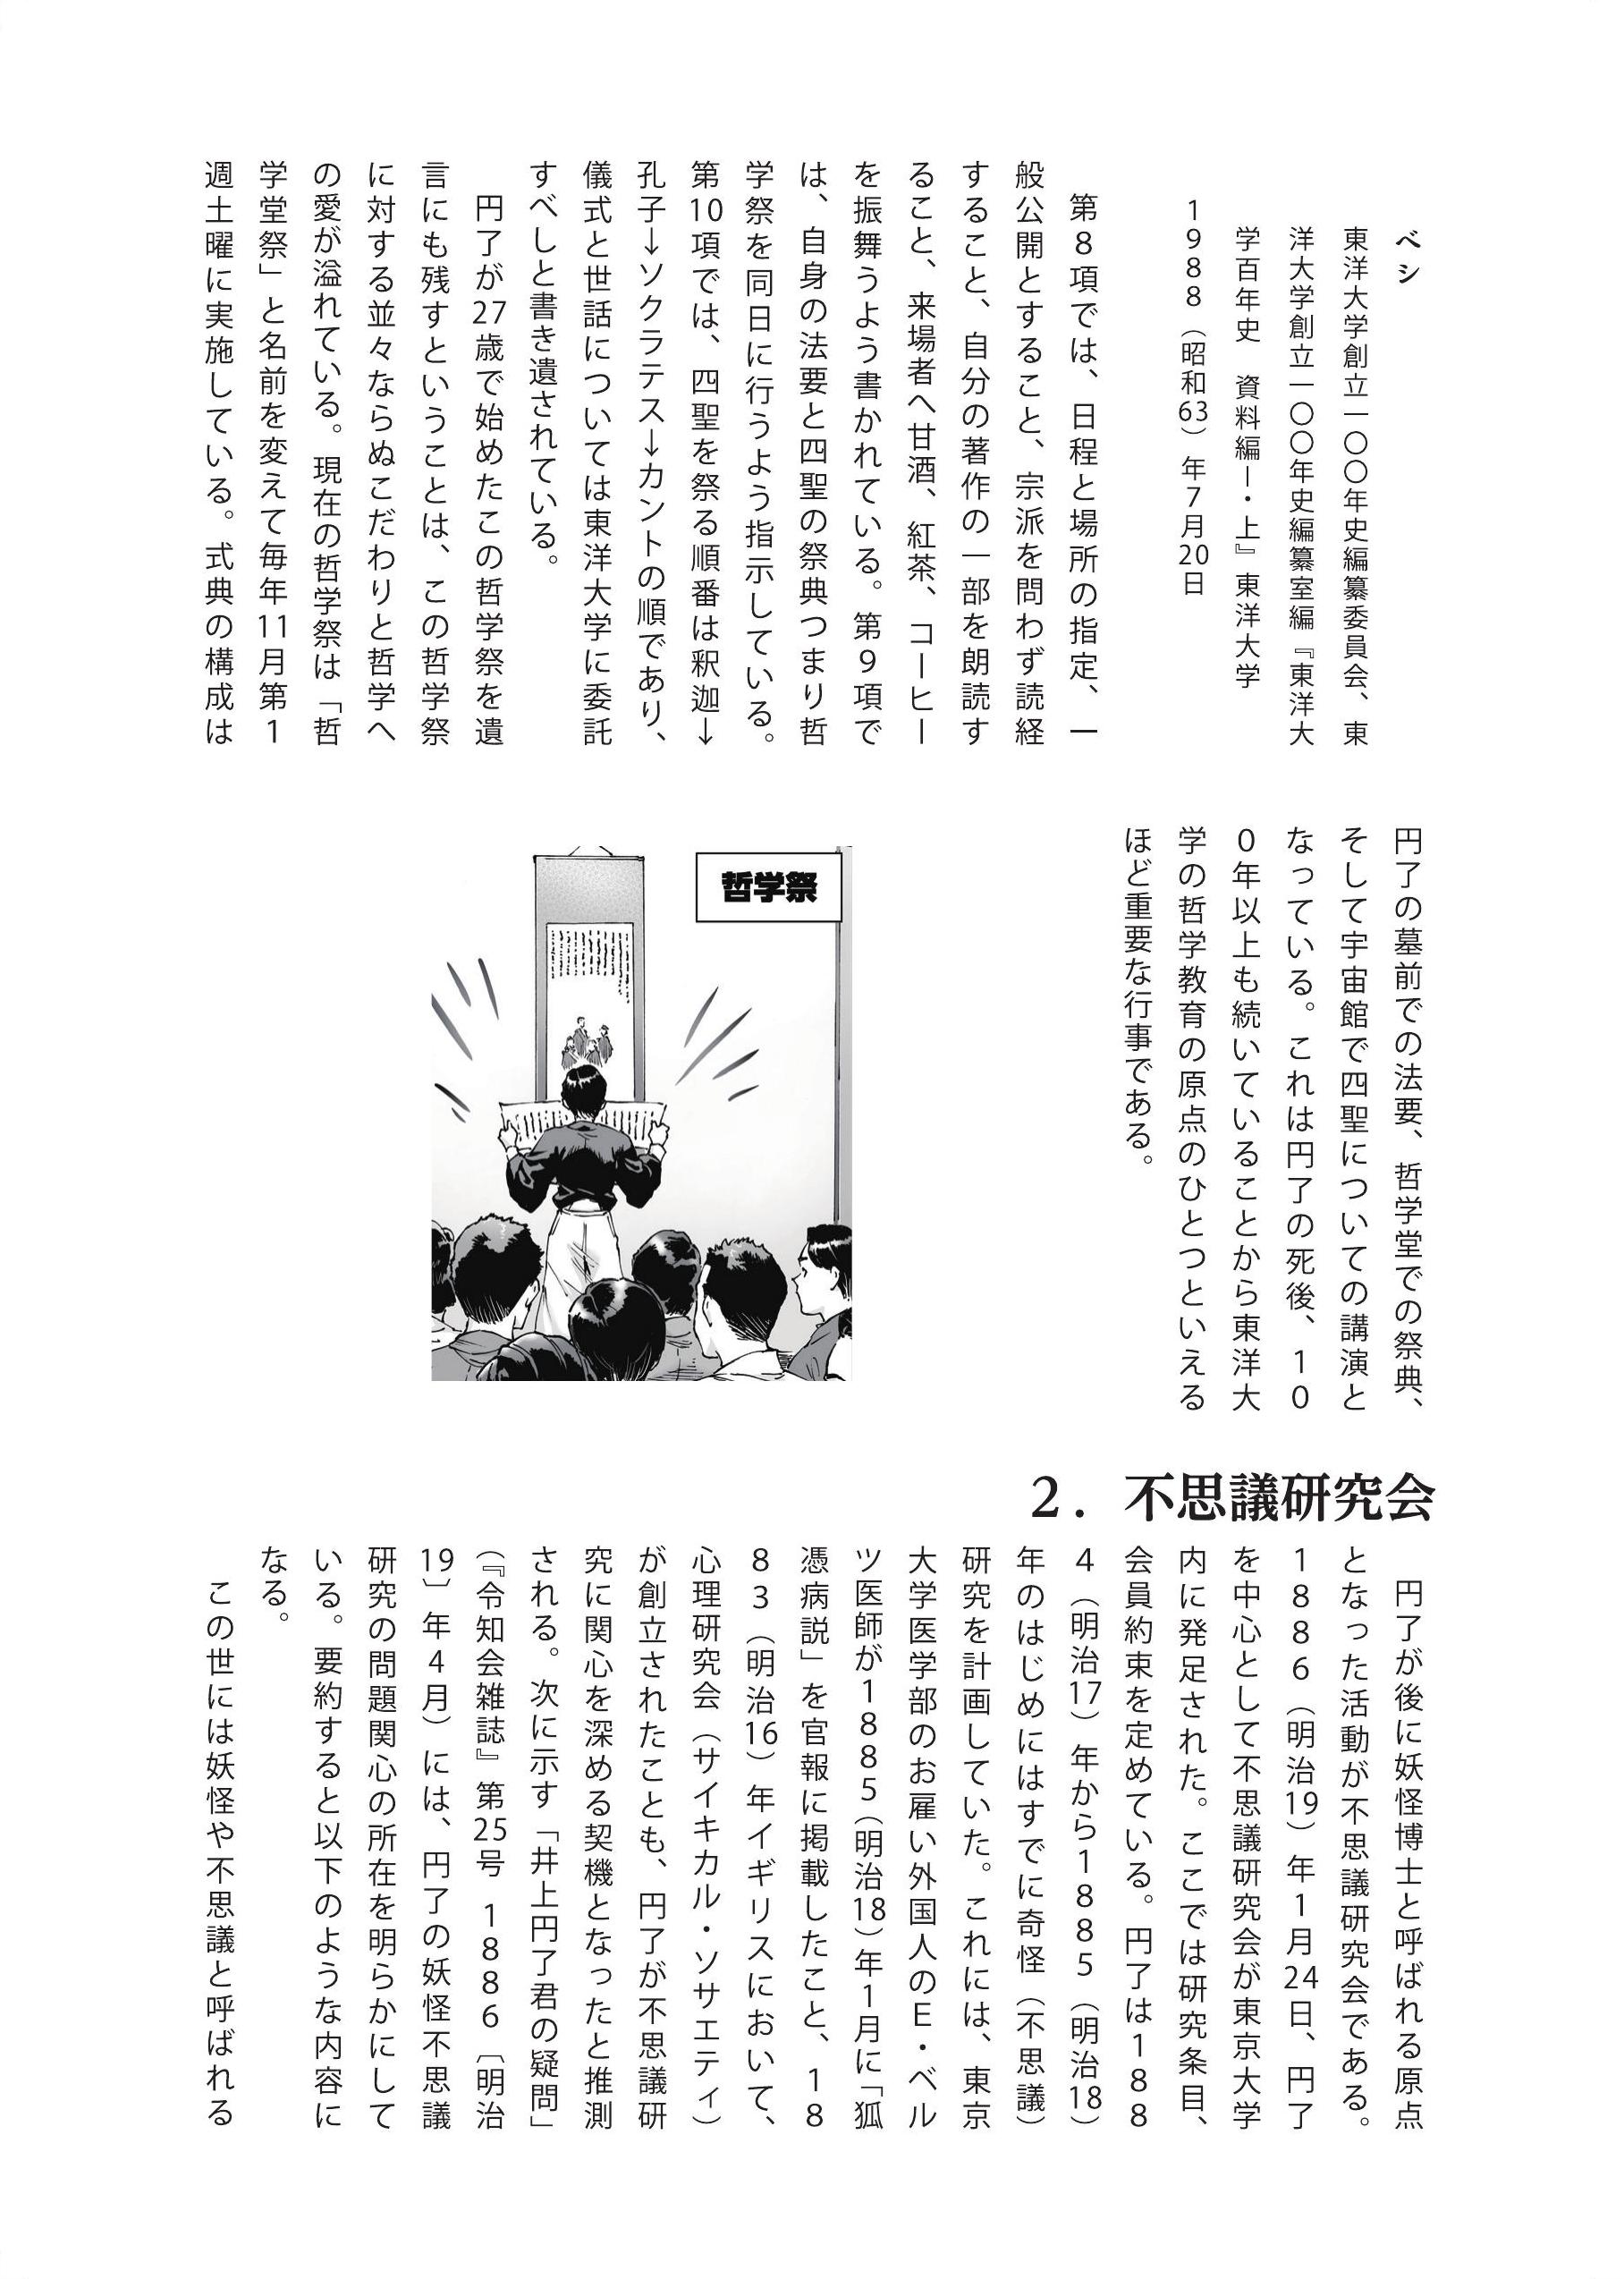 ベシ
東洋大学創立一〇〇年史編纂委員会、東
洋大学創立一〇〇年史編纂室編『東洋大
学百年史　資料編Ⅰ・上』東洋大学
1988（昭和63）年7月20日
第8項では、日程と場所の指定、一
般公開とすること、宗派を問わず読経
すること、自分の著作の一部を朗読す
ること、来場者へ甘酒、紅茶、コーヒー
を振舞うよう書かれている。第9項で
は、自身の法要と四聖の祭典つまり哲
学祭を同日に行うよう指示している。
第10項では、四聖を祭る順番は釈迦→
孔子→ソクラテス→カントの順であり、
儀式と世話については東洋大学に委託
すべしと書き遺されている。
円了が27歳で始めたこの哲学祭を遺
言にも残すということは、この哲学祭
に対する並々ならぬこだわりと哲学へ
の愛が溢れている。現在の哲学祭は「哲
学堂祭」と名前を変えて毎年11月第1
週土曜に実施している。式典の構成は
円了の墓前での法要、哲学堂での祭典、
そして宇宙館で四聖についての講演と
なっている。これは円了の死後、10
0年以上も続いていることから東洋大
学の哲学教育の原点のひとつといえる
ほど重要な行事である。
哲学祭
2．不思議研究会
円了が後に妖怪博士と呼ばれる原点
となった活動が不思議研究会である。
1886（明治19）年1月24日、円了
を中心として不思議研究会が東京大学
内に発足された。ここでは研究条目、
会員約束を定めている。円了は188
4（明治17）年から1885（明治18）
年のはじめにはすでに奇怪（不思議）
研究を計画していた。これには、東京
大学医学部のお雇い外国人のE・ベル
ツ医師が1885（明治18）年1月に「狐
憑病説」を官報に掲載したこと、18
83（明治16）年イギリスにおいて、
心理研究会（サイキカル・ソサエティ）
が創立されたことも、円了が不思議研
究に関心を深める契機となったと推測
される。次に示す「井上円了君の疑問」
（『令知会雑誌』第25号　1886〔明治
19〕年4月）には、円了の妖怪不思議
研究の問題関心の所在を明らかにして
いる。要約すると以下のような内容に
なる。
この世には妖怪や不思議と呼ばれる